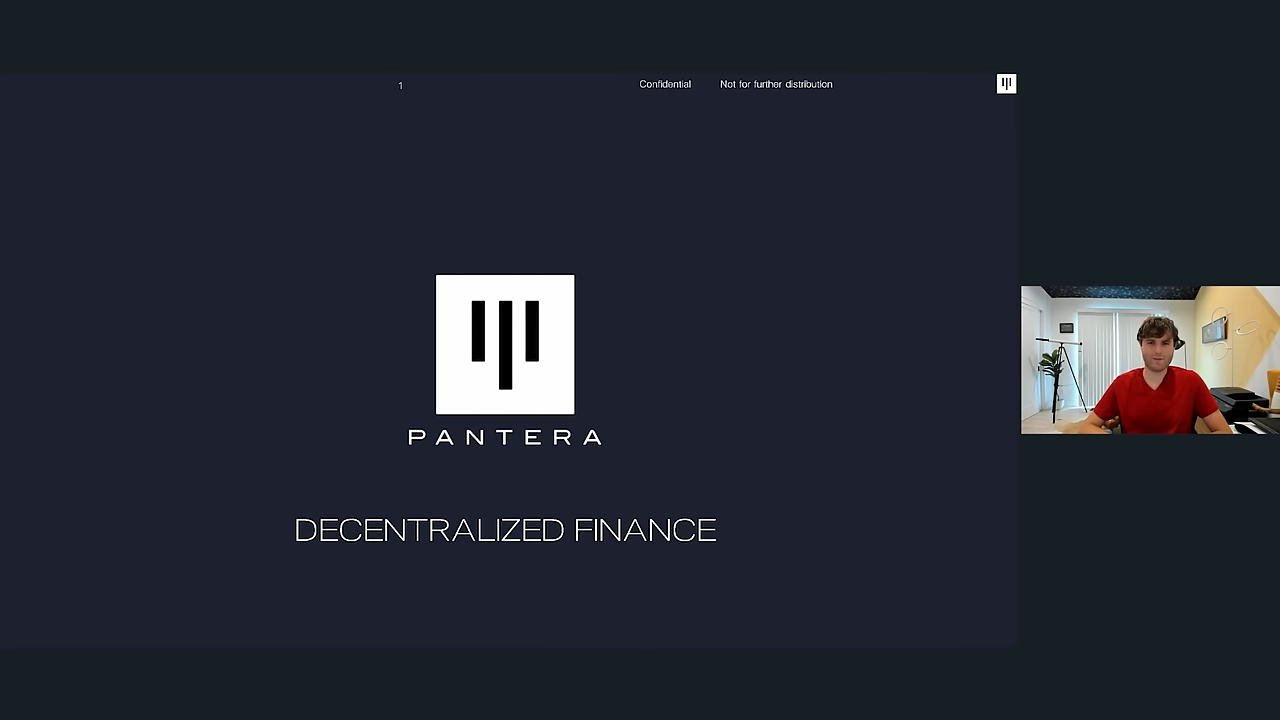 1 Confidential Not for further distribution
PANTERA
DECENTRALIZED FINANCE